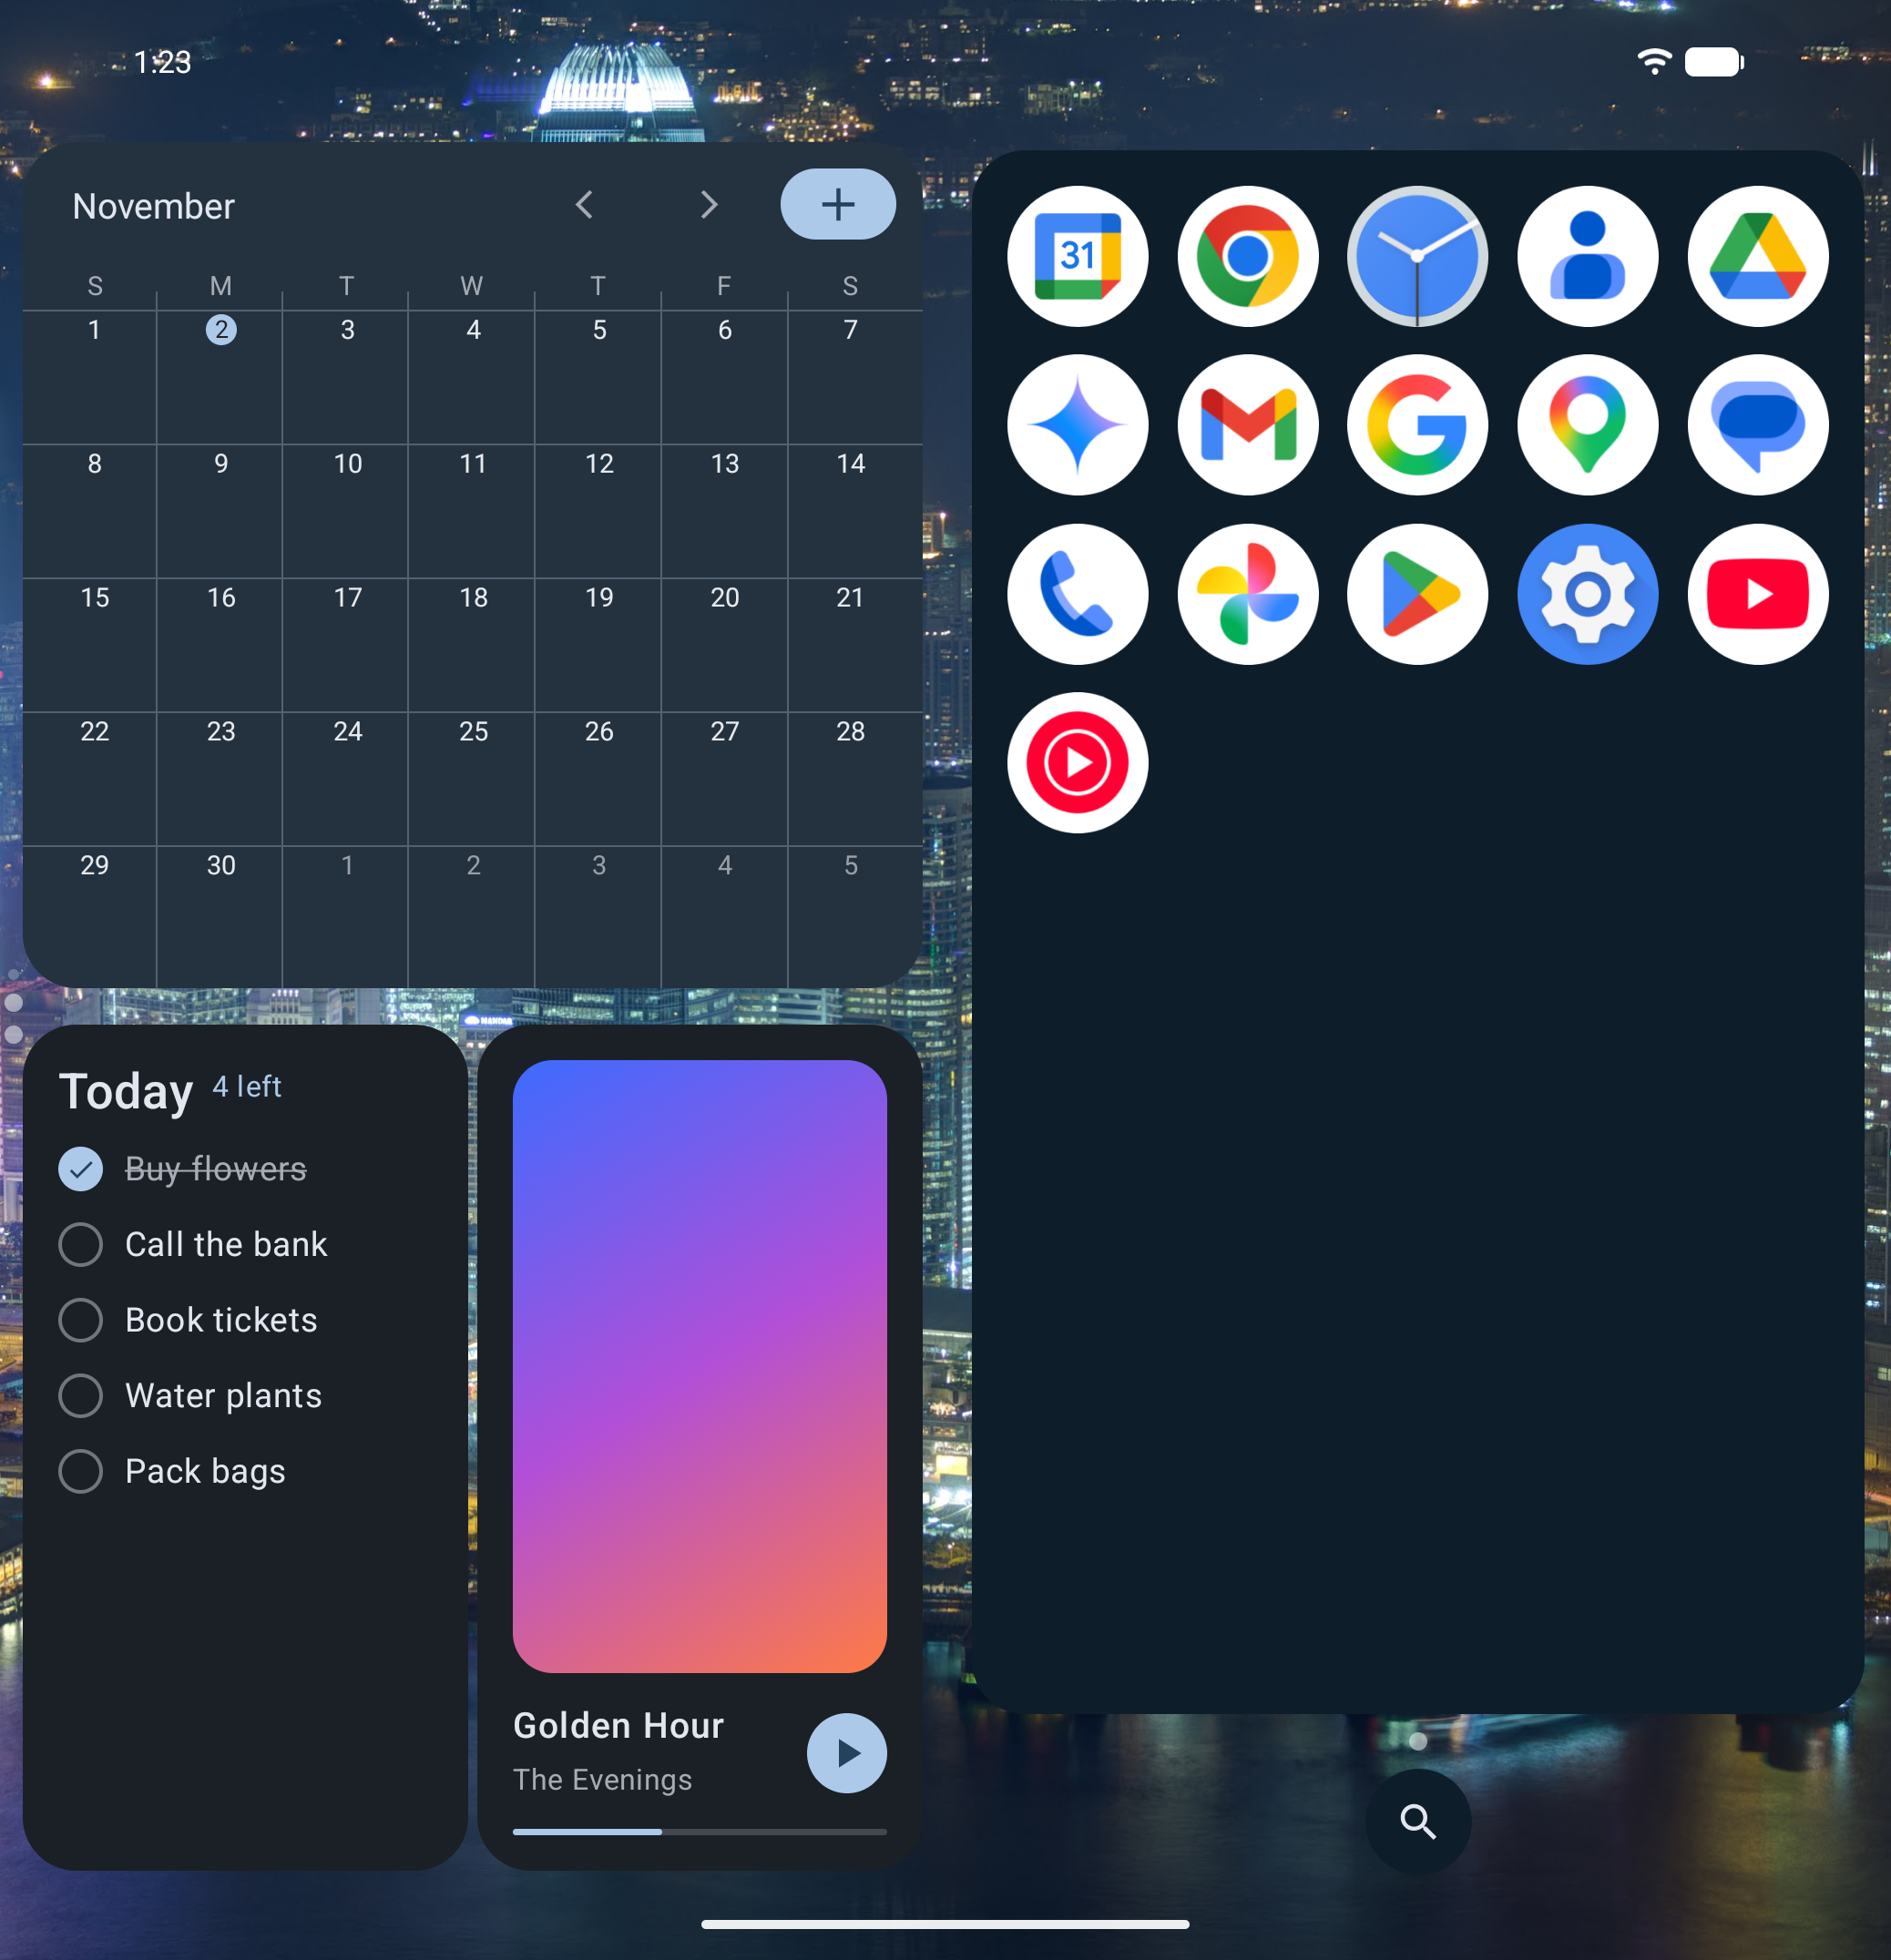 1:23
November
S M T W T F S
1 2 3 4 5 6 7
8 9 10 11 12 13 14
15 16 17 18 19 20 21
22 23 24 25 26 27 28
29 30 1 2 3 4 5
31
Today 4 left
Buy flowers
Call the bank
Book tickets
Water plants
Pack bags
Golden Hour
The Evenings